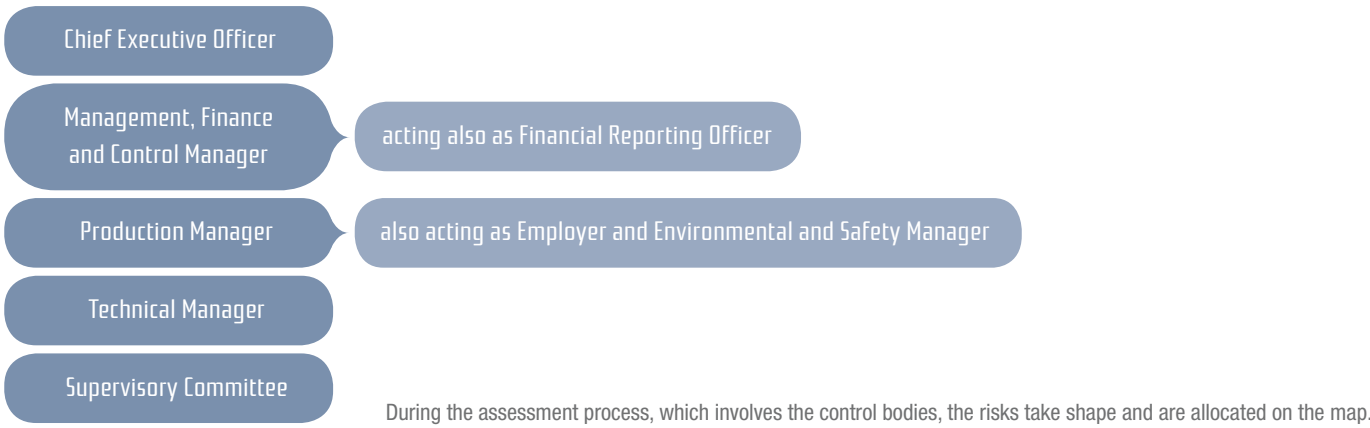 Chief Executive Officer
Management, Finance
and Control Manager
acting also as Financial Reporting Officer
Production Manager
also acting as Employer and Environmental and Safety Manager
Technical Manager
Supervisory Committee
During the assessment process, which involves the control bodies, the risks take shape and are allocated on the map.